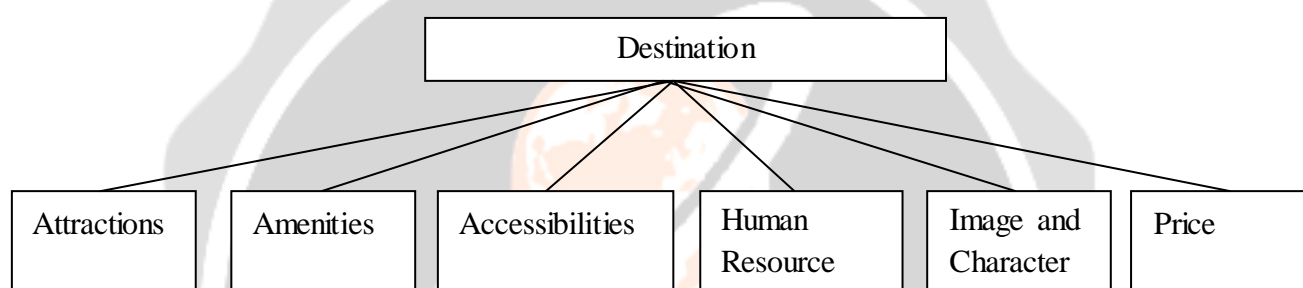 Destination
Attractions
Amenities
Accessibilities
Human
Resource
Image and
Character
Price